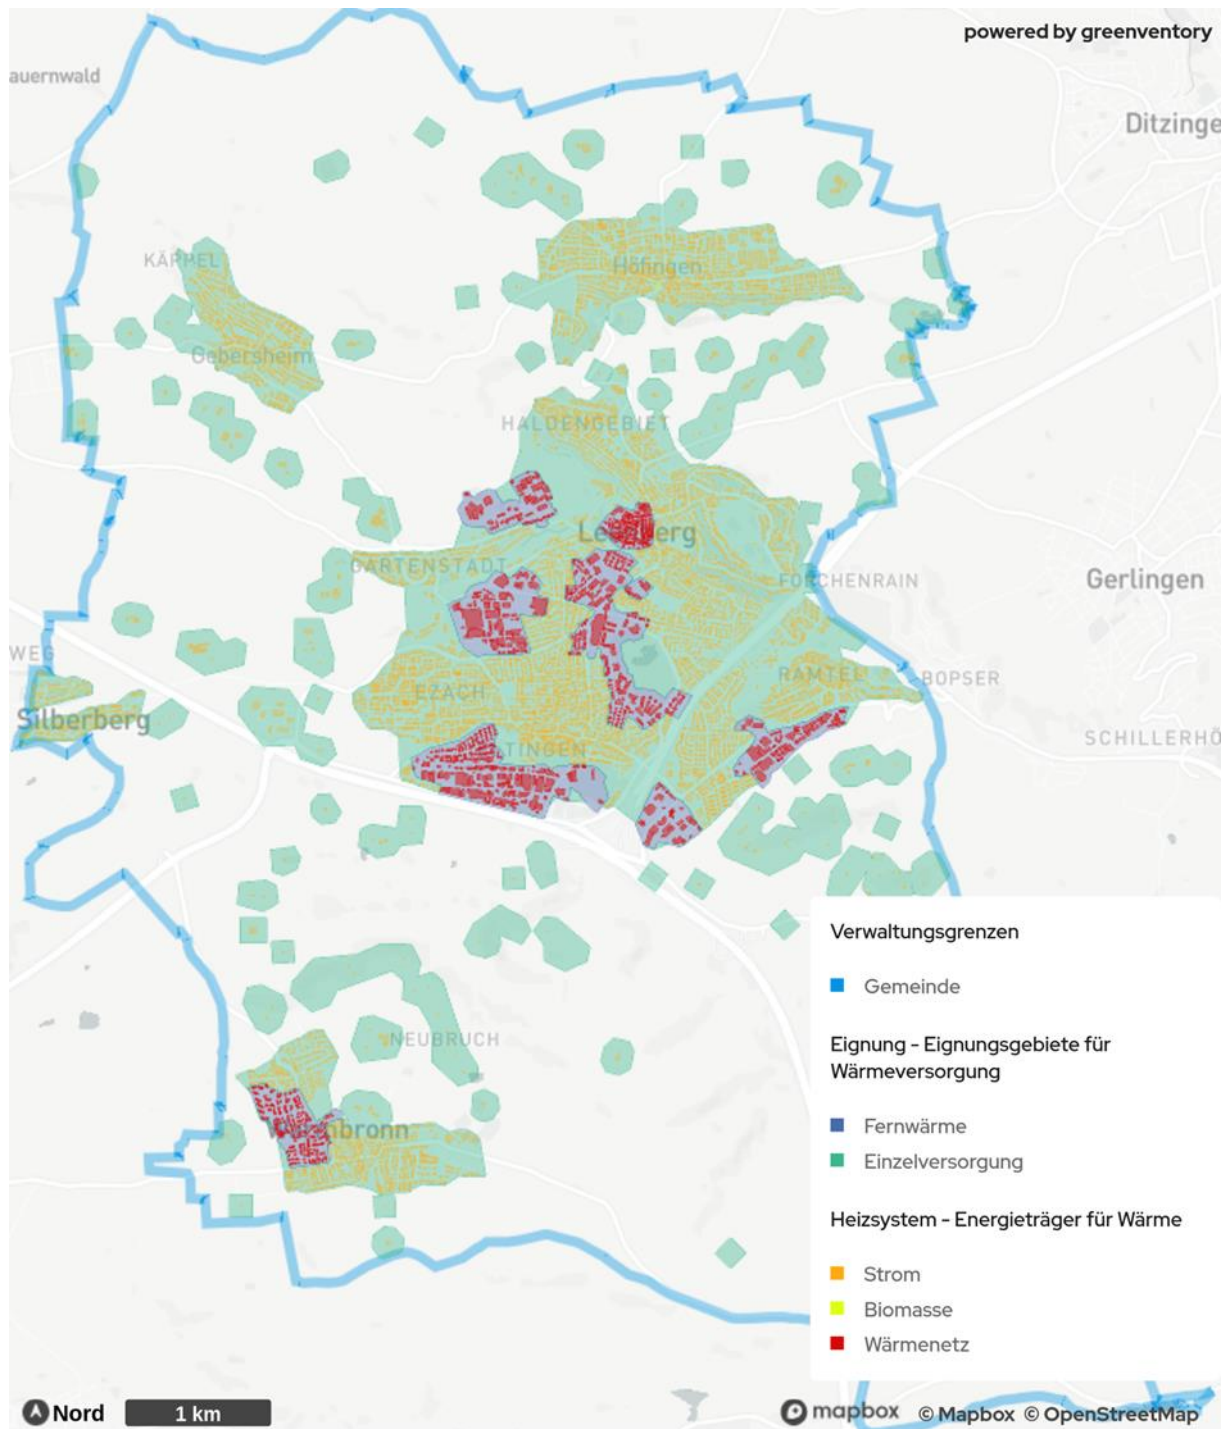 powered by greenventory
auernwald
Ditzinge
KÄPPEL
Höfingen
Gebersheim
HALDENGEBIET
GARTENSTADT
FORCHENRAIN
Gerlingen
WEG
EZACH
RAMTEL
BOPSER
Silberberg
SCHILLERHÖ
Verwaltungsgrenzen
Gemeinde
Eignung - Eignungsgebiete für
Wärmeversorgung
NEUBRUCH
Fernwärme
Einzelversorgung
Heizsystem - Energieträger für Wärme
Strom
Biomasse
Wärmenetz
Nord
1 km
mapbox © Mapbox © OpenStreetMap